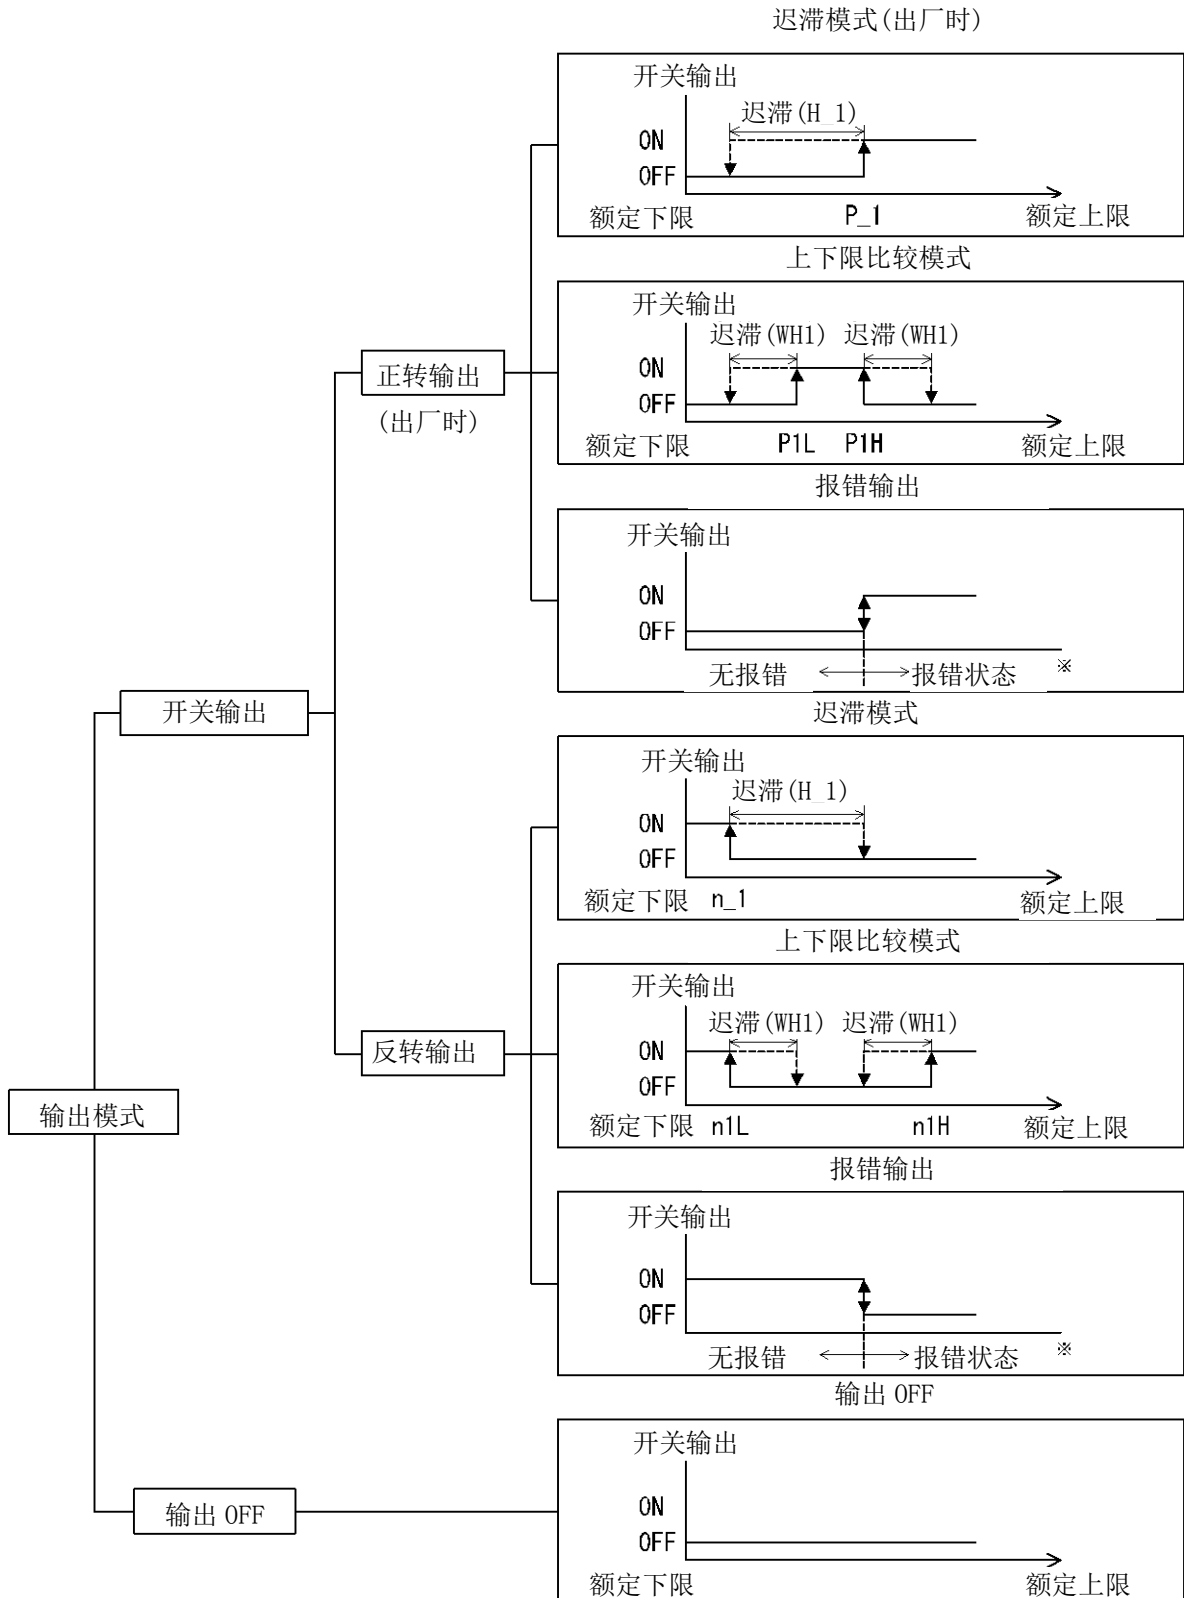 迟滞模式(出厂时)
开关输出
迟滞(H_1)
ON
OFF
额定下限 P_1 额定上限
上下限比较模式
开关输出
迟滞(WH1) 迟滞(WH1)
ON
OFF
额定下限 P1L P1H 额定上限
正转输出
(出厂时)
报错输出
开关输出
ON
OFF
无报错 报错状态 ※
开关输出
迟滞模式
开关输出
迟滞(H_1)
ON
OFF
额定下限 n_1 额定上限
上下限比较模式
开关输出
迟滞(WH1) 迟滞(WH1)
ON
OFF
额定下限 n1L n1H 额定上限
反转输出
输出模式
报错输出
开关输出
ON
OFF
无报错 报错状态 ※
输出 OFF
开关输出
ON
OFF
额定下限 额定上限
输出 OFF